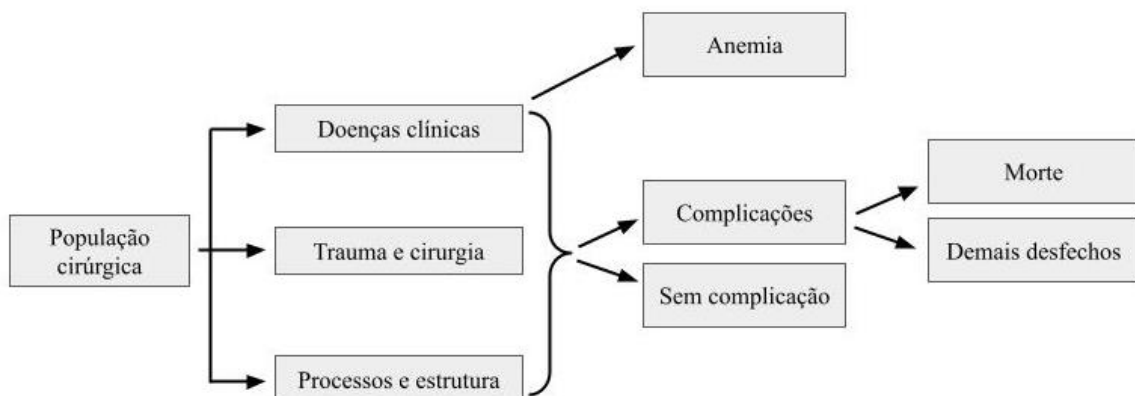 Anemia
Doenças clínicas
Morte
População
cirúrgica
Complicações
Trauma e cirurgia
Demais desfechos
Sem complicação
Processos e estrutura